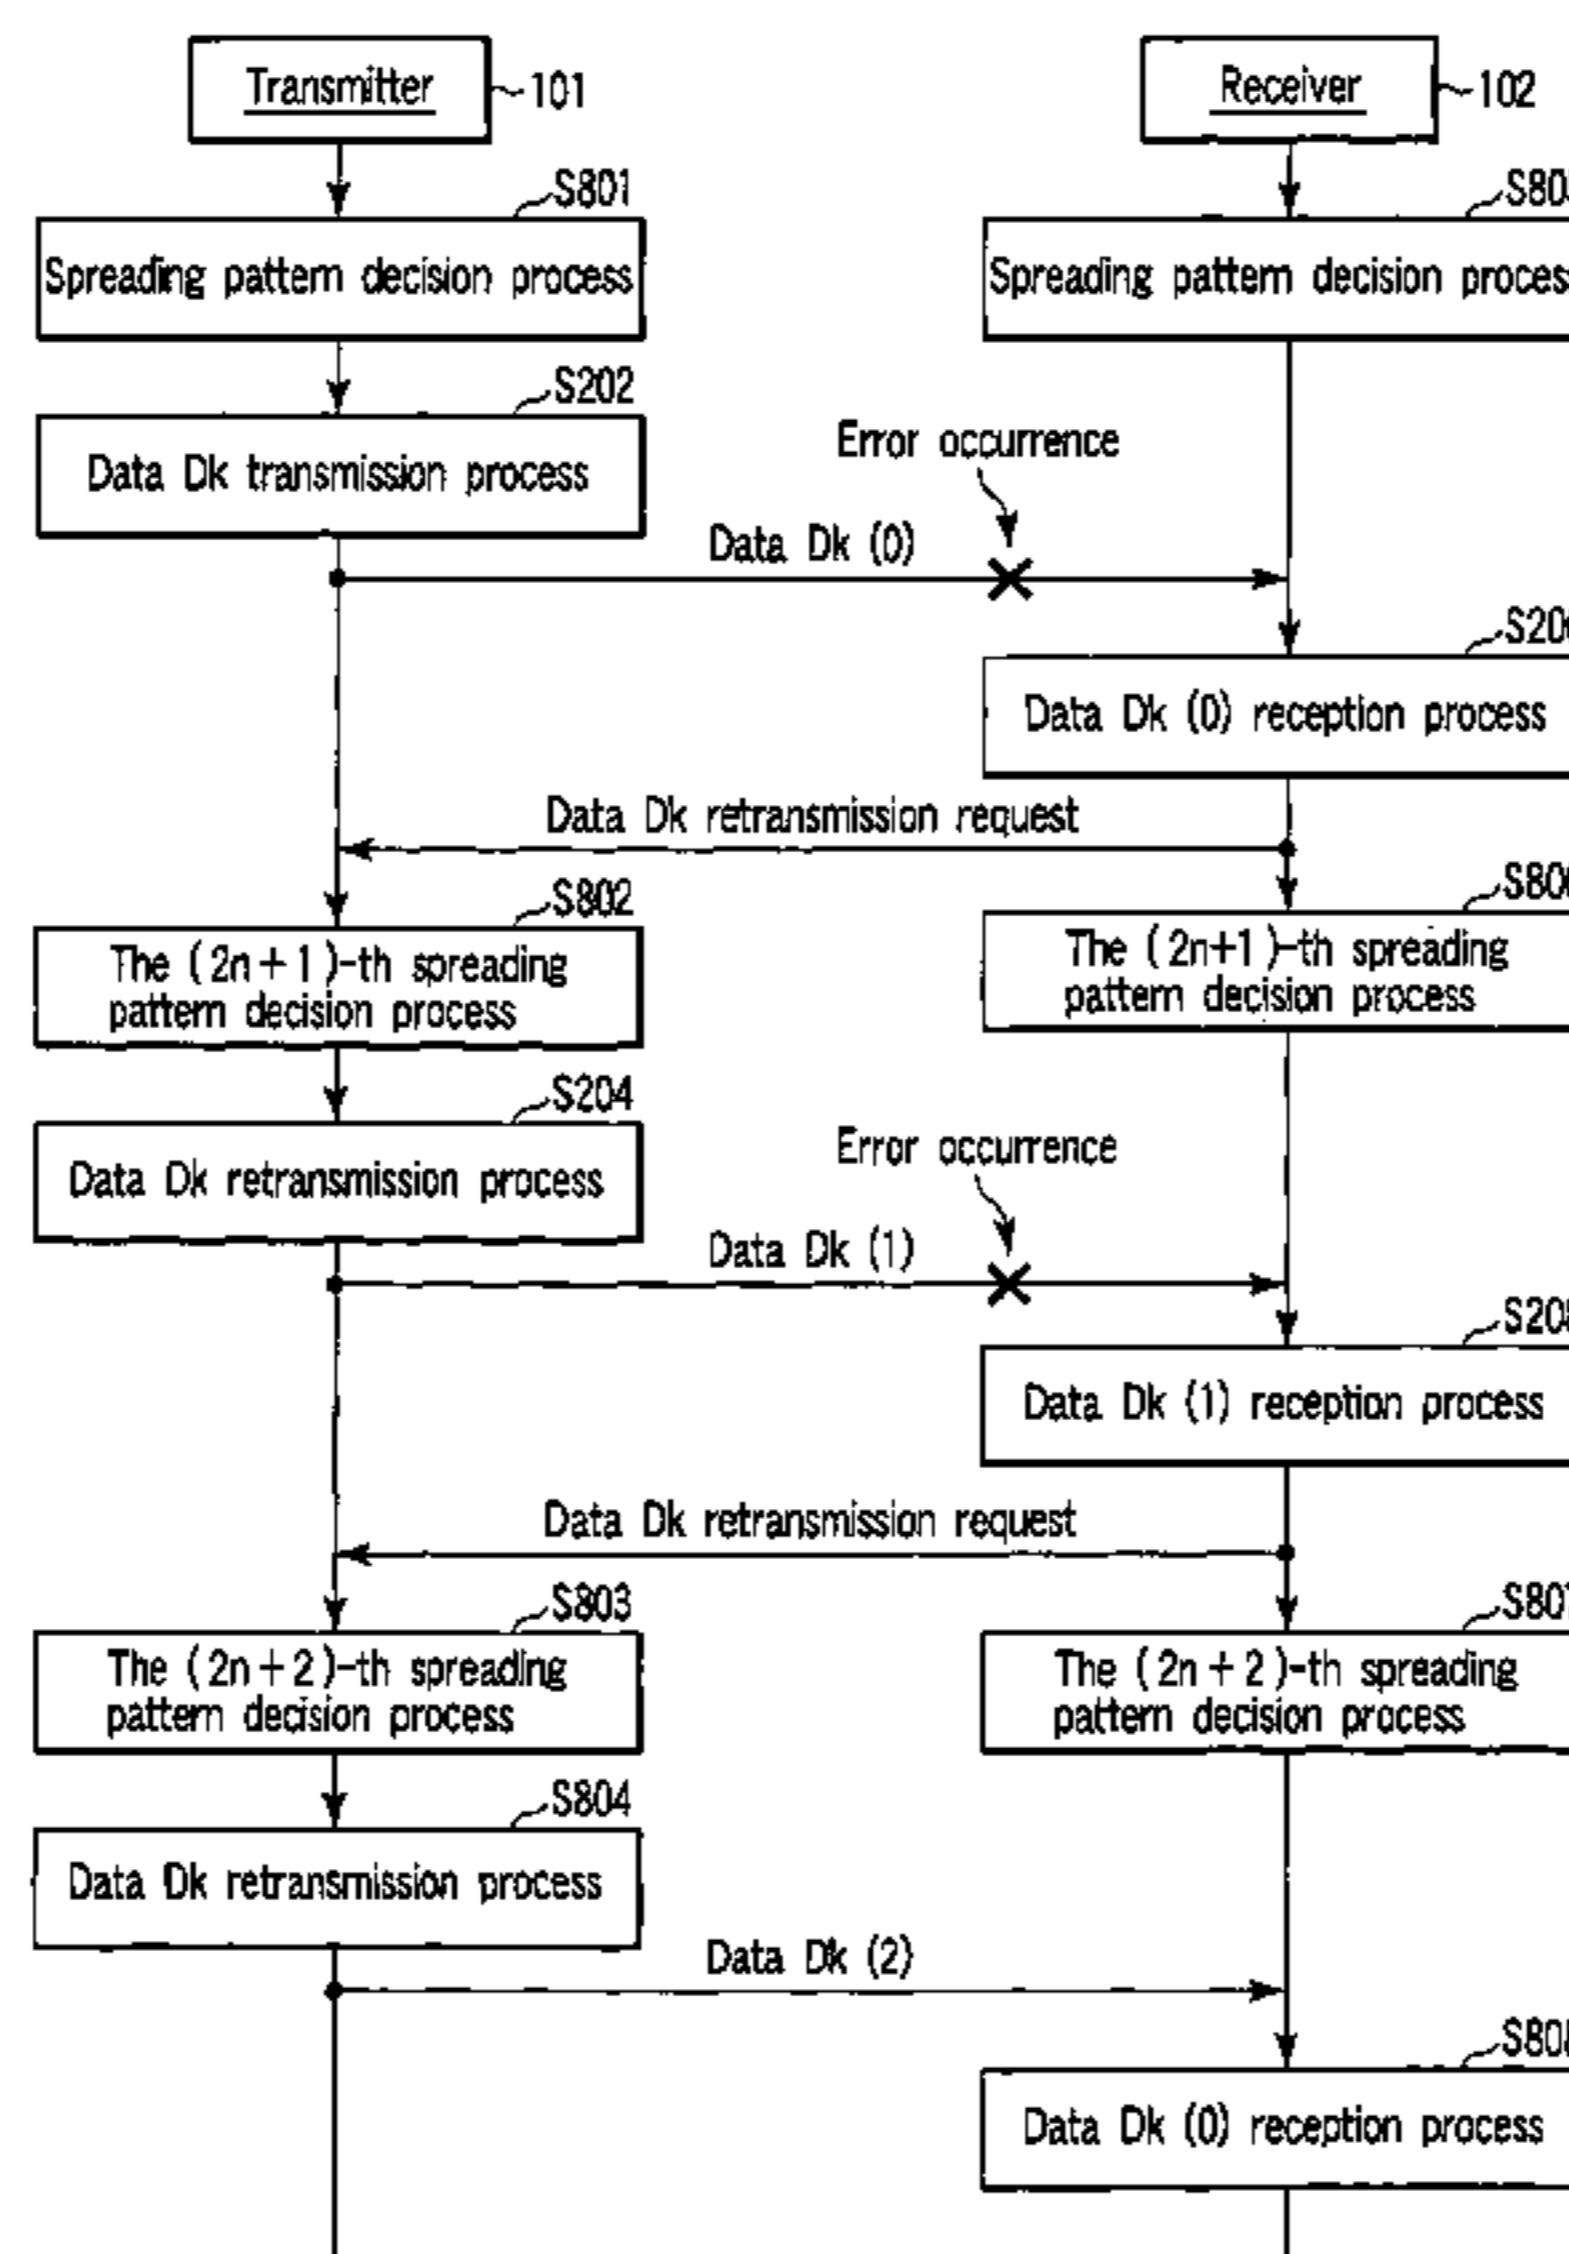 Transmitter
101
Receiver
102
S801
Spreading pattern decision process
Spreading pattern decision process
S202
Data Dk transmission process
Error occurrence
Data Dk (0)
Data Dk (0) reception process
Data Dk retransmission request
S802
The (2n+1)-th spreading
pattern decision process
The (2n+1)-th spreading
pattern decision process
S204
Data Dk retransmission process
Error occurrence
Data Dk (1)
Data Dk (1) reception process
Data Dk retransmission request
S803
The (2n+2)-th spreading
pattern decision process
The (2n+2)-th spreading
pattern decision process
S804
Data Dk retransmission process
Data Dk (2)
Data Dk (0) reception process